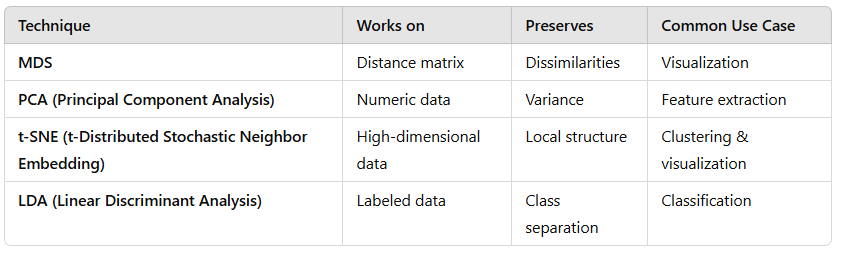 Technique Works on Preserves Common Use Case
MDS Distance matrix Dissimilarities Visualization
PCA (Principal Component Analysis) Numeric data Variance Feature extraction
t-SNE (t-Distributed Stochastic Neighbor High-dimensional Local structure Clustering &
Embedding) data visualization
LDA (Linear Discriminant Analysis) Labeled data Class Classification
separation